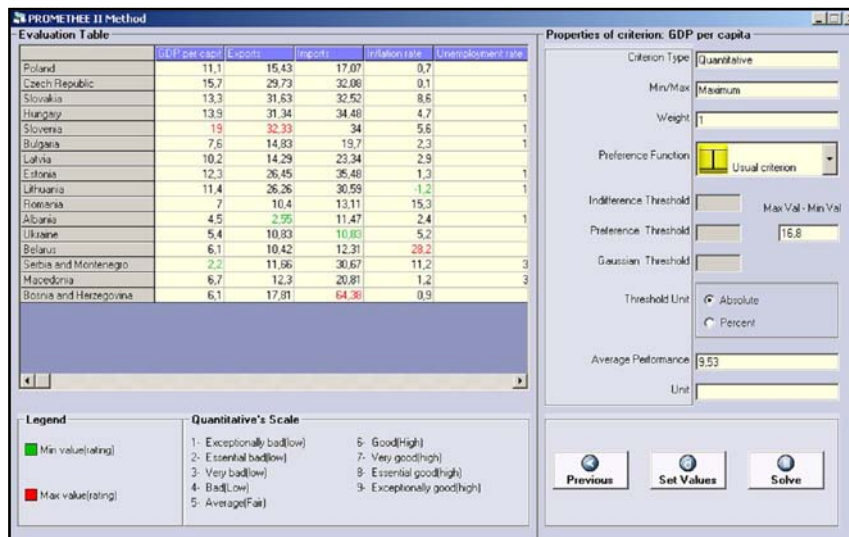 PROMETHEE II Method
Evaluation Table
GDP per capit Exports Imports Inflation rate Unemployment rate
Poland 11,1 15,43 17,07 0,7
Czech Republic 15,7 29,73 32,08 0,1
Slovakia 13,3 31,63 32,52 8,6 1
Hungary 13,9 31,34 34,48 4,7
Slovenia 19 32,33 34 5,6 1
Bulgaria 7,6 14,83 19,7 2,3 1
Latvia 10,2 14,29 23,34 2,9
Estonia 12,3 26,45 35,48 1,3 1
Lithuania 11,4 26,26 30,59 -1,2 1
Romania 7 10,4 13,11 15,3
Albania 4,5 2,55 11,47 2,4 1
Ukraine 5,4 10,83 10,83 5,2
Belarus 6,1 10,42 12,31 28,2
Serbia and Montenegro 2,2 11,66 30,67 11,2 3
Macedonia 6,7 12,3 20,81 1,2 3
Bosnia and Herzegovina 6,1 17,81 64,38 0,9
Legend
Min value(rating)
Max value(rating)
Quantitative's Scale
1- Exceptionally bad(low)
2- Essential bad(low)
3- Very bad(low)
4- Bad(Low)
5- Average(Fair)
6- Good(High)
7- Very good(high)
8- Essential good(high)
9- Exceptionally good(high)
Properties of criterion: GDP per capita
Criterion Type Quantitative
Min/Max Maximum
Weight 1
Preference Function Usual criterion
Indifference Threshold Max Val - Min Val
Preference Threshold 16.8
Gaussian Threshold
Threshold Unit Absolute
Percent
Average Performance 9.53
Unit
Previous Set Values Solve